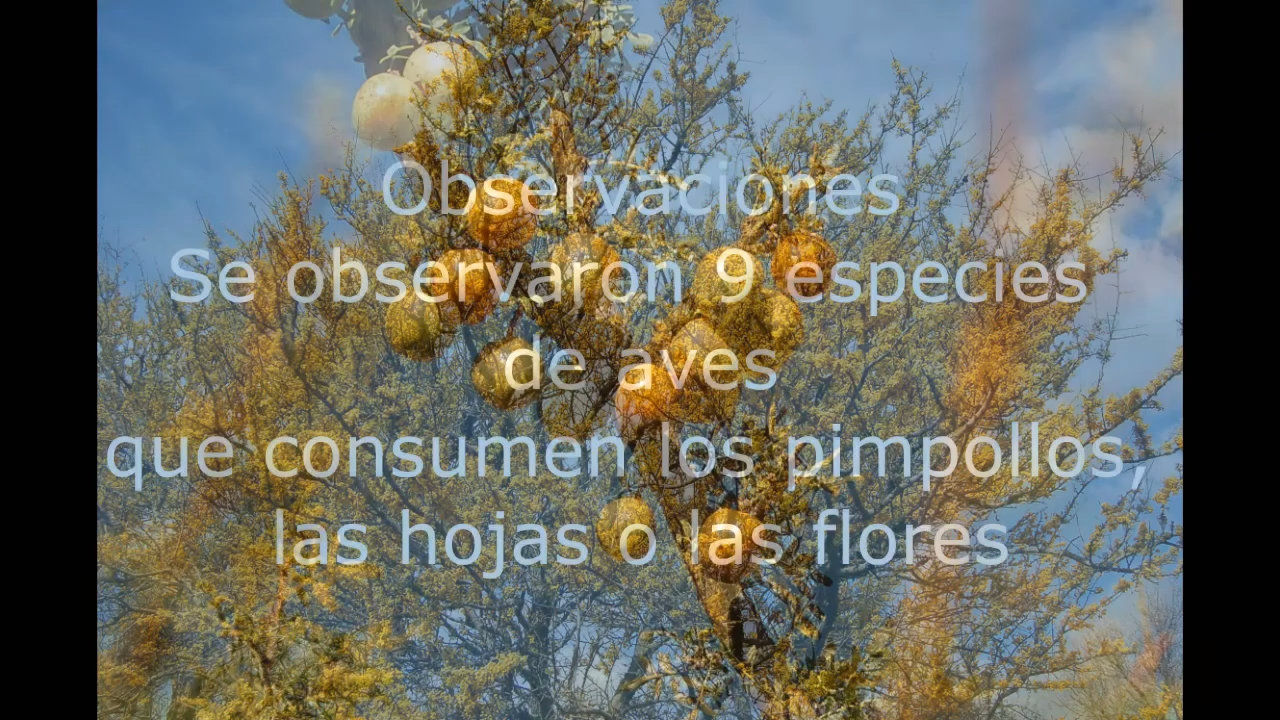 Observaciones
Se observaron 9 especies
de aves
que consumen los pimpollos,
las hojas o las flores